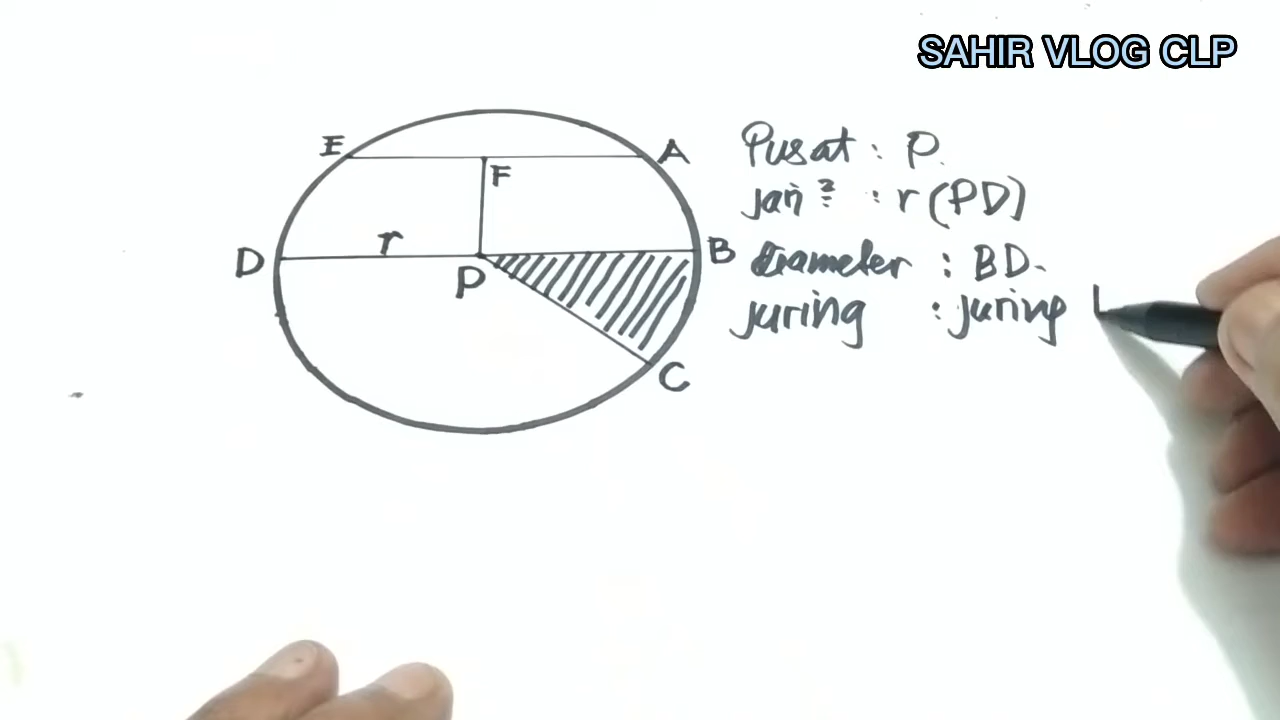 SAHIR VLOG CLP
E
A
F
D
r
P
B
C
Pusat : P.
jari² : r (PD)
diameter : BD.
juring : juring